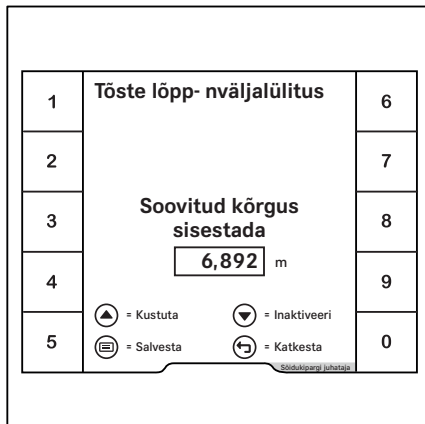 Tõste lõpp- nväljalülitus
1
2
3
4
5
6
7
8
9
0
Soovitud kõrgus
sisestada
6,892 m
= Kustuta
= Inaktiveeri
= Salvesta
= Katkesta
Sõidukipargi juhataja